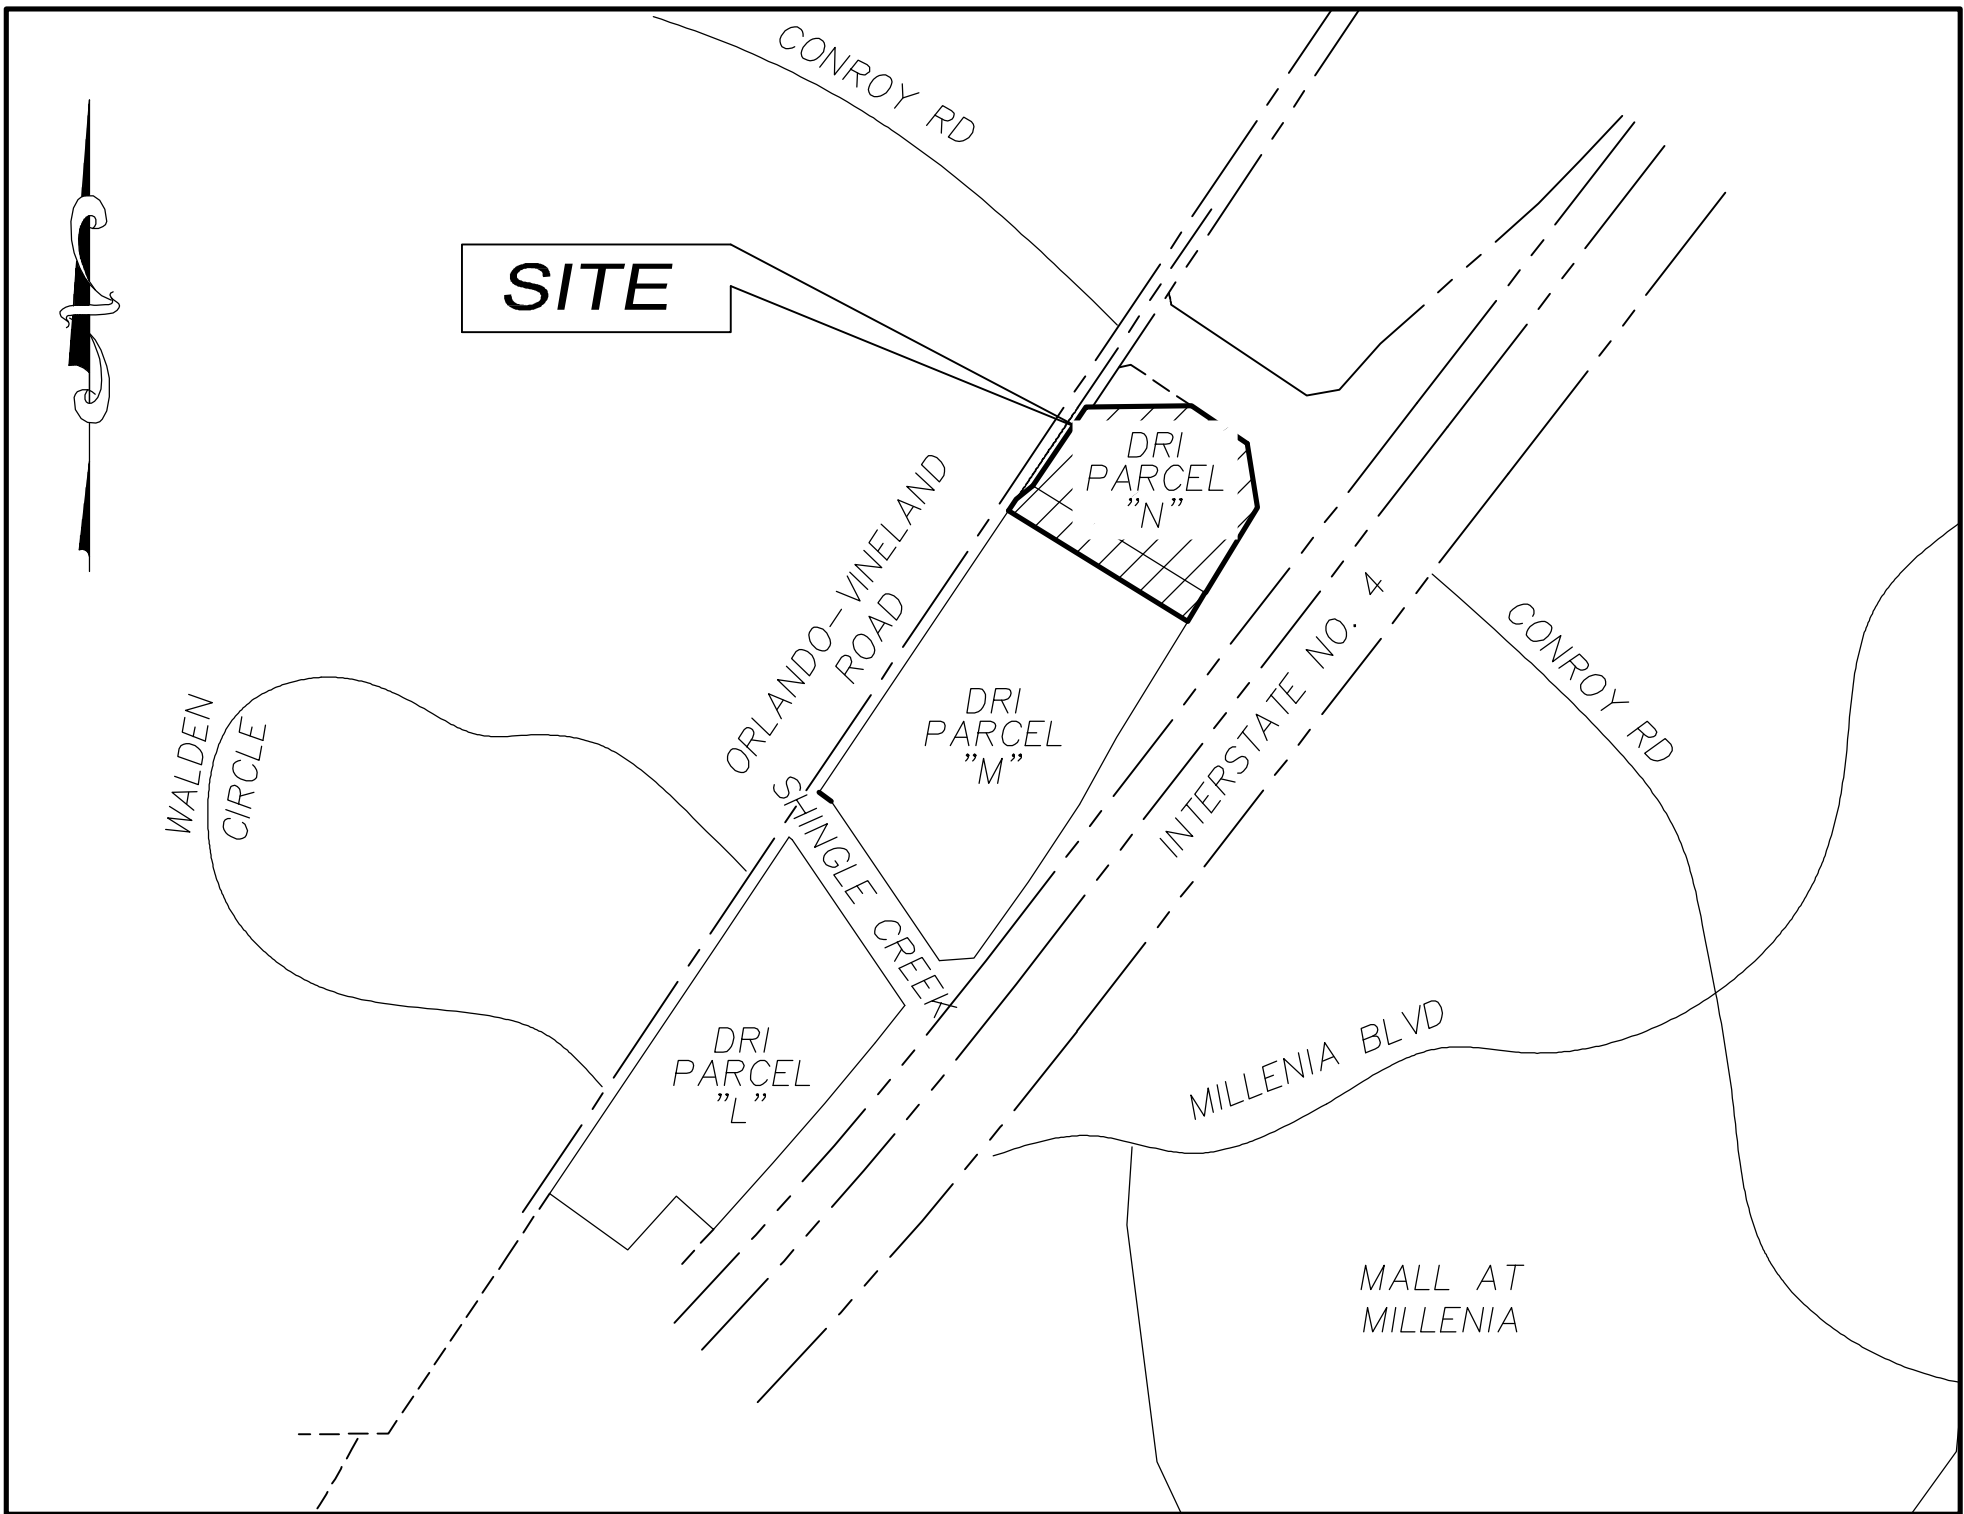 CONROY RD
SITE
DRI
PARCEL
"N"
ORLANDO-VINELAND
ROAD
INTERSTATE NO. 4
CONROY RD
WALDEN
CIRCLE
DRI
PARCEL
"M"
SHINGLE CREEK
DRI
PARCEL
"L"
MILLENIA BLVD
MALL AT
MILLENIA